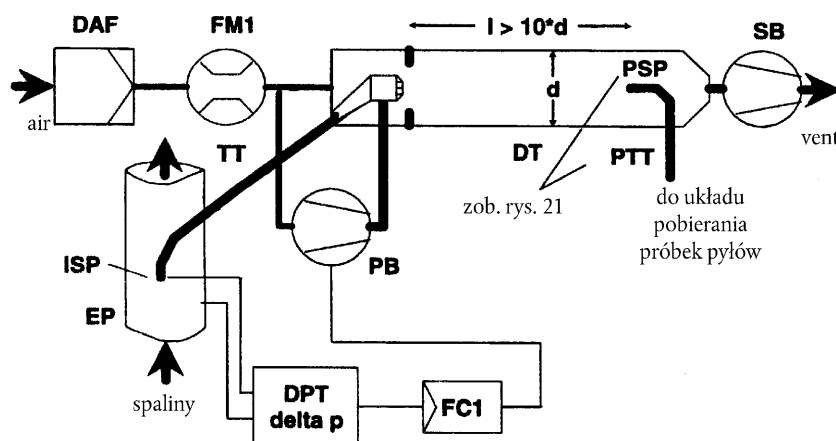 DAF
FM1
l > 10*d
SB
air
d
PSP
vent
TT
DT
PTT
zob. rys. 21
do układu
pobierania
próbek pyłów
ISP
PB
EP
spaliny
DPT
delta p
FC1